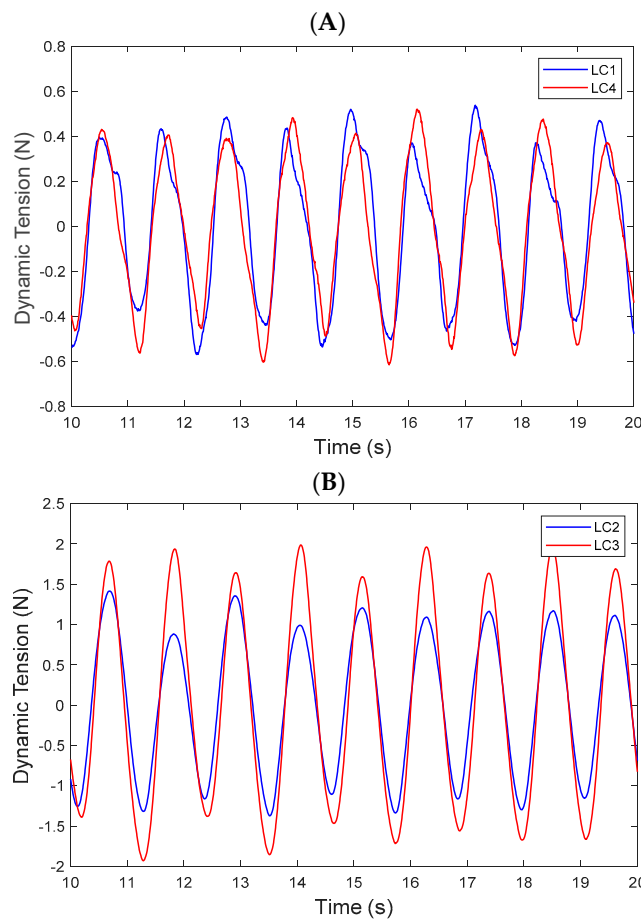 (A)
Dynamic Tension (N)
0.8
0.6
0.4
0.2
0
-0.2
-0.4
-0.6
-0.8
LC1
LC4
10 11 12 13 14 15 16 17 18 19 20
Time (s)
(B)
Dynamic Tension (N)
2.5
2
1.5
1
0.5
0
-0.5
-1
-1.5
-2
LC2
LC3
10 11 12 13 14 15 16 17 18 19 20
Time (s)